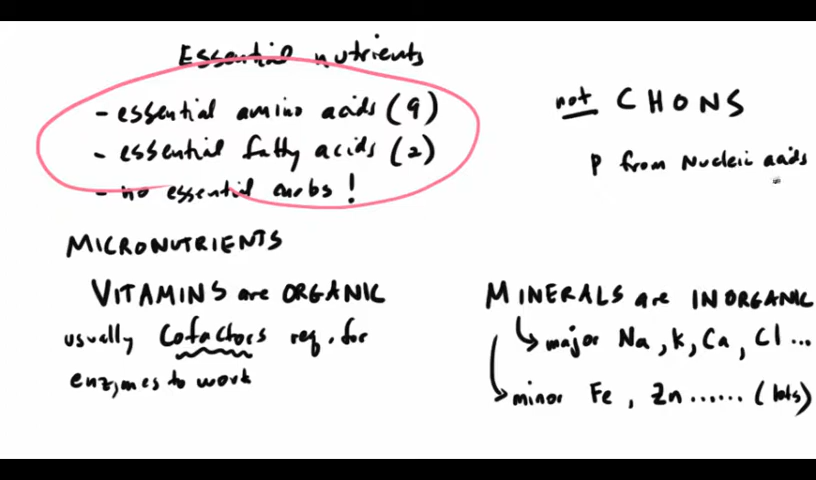 Essential nutrients
- essential amino acids (9)
- essential fatty acids (2)
- no essential carbs!
not CHONS
P from Nucleic acids
MICRONUTRIENTS
VITAMINS are ORGANIC
usually Cofactors req. for
enzymes to work
MINERALS are INORGANIC
major Na, K, Ca, Cl...
minor Fe, Zn...... (lots)